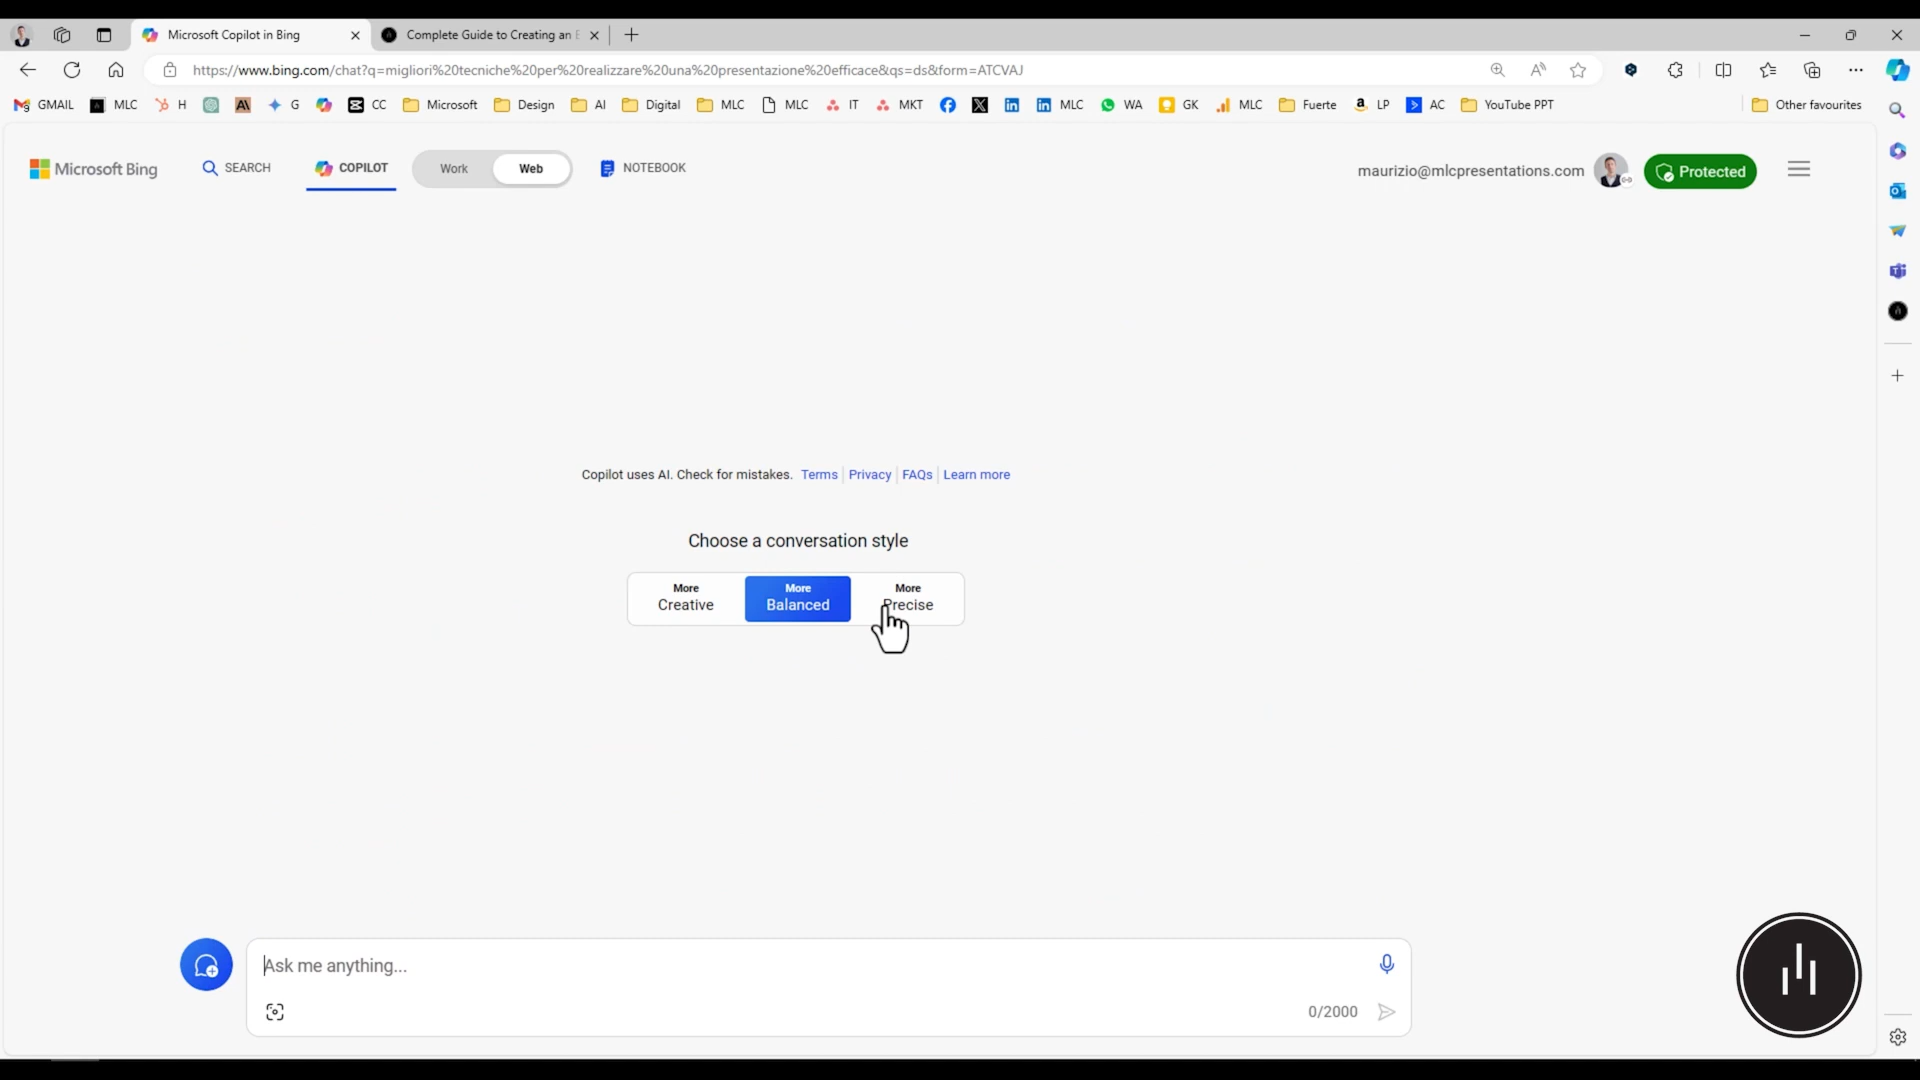 Microsoft Copilot in Bing
Complete Guide to Creating an
https://www.bing.com/chat?q=migliori%20tecniche%20per%20realizzare%20una%20presentazione%20efficace&qs=ds&form=ATCVAJ
GMAIL MLC H G CC Microsoft Design AI Digital MLC MLC IT MKT MLC WA GK MLC Fuerte LP AC YouTube PPT Other favourites
Microsoft Bing SEARCH COPILOT Work Web NOTEBOOK maurizio@mlcpresentations.com Protected
Copilot uses AI. Check for mistakes. Terms Privacy FAQs Learn more
Choose a conversation style
More Creative
More Balanced
More Precise
Ask me anything...
0/2000